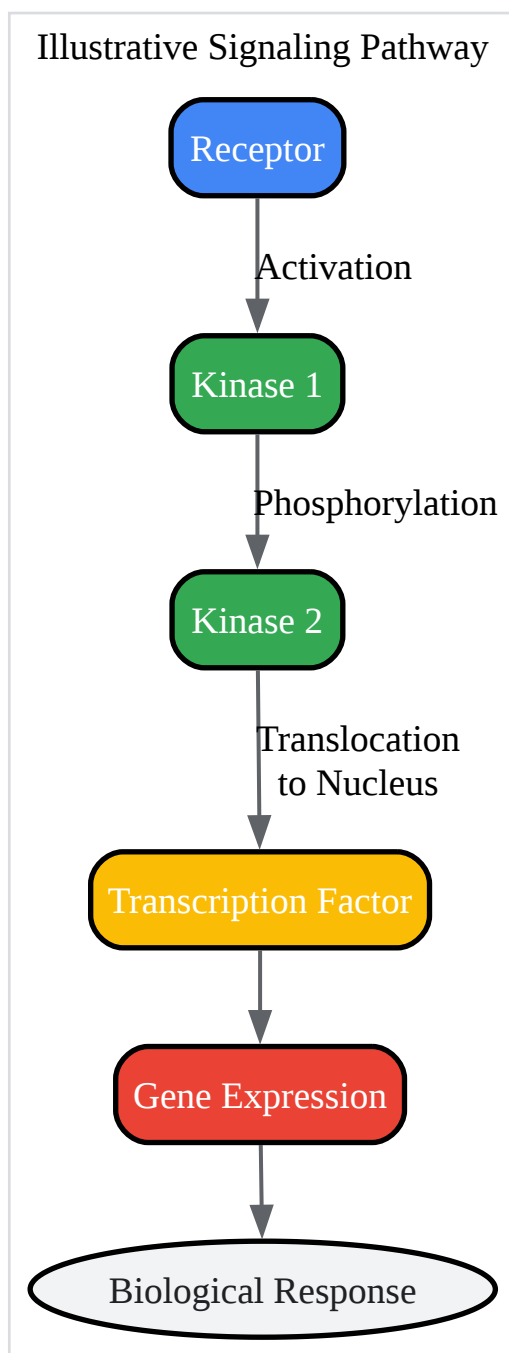 Illustrative Signaling Pathway
Receptor
Activation
Kinase 1
Phosphorylation
Kinase 2
Translocation
to Nucleus
Transcription Factor
Gene Expression
Biological Response